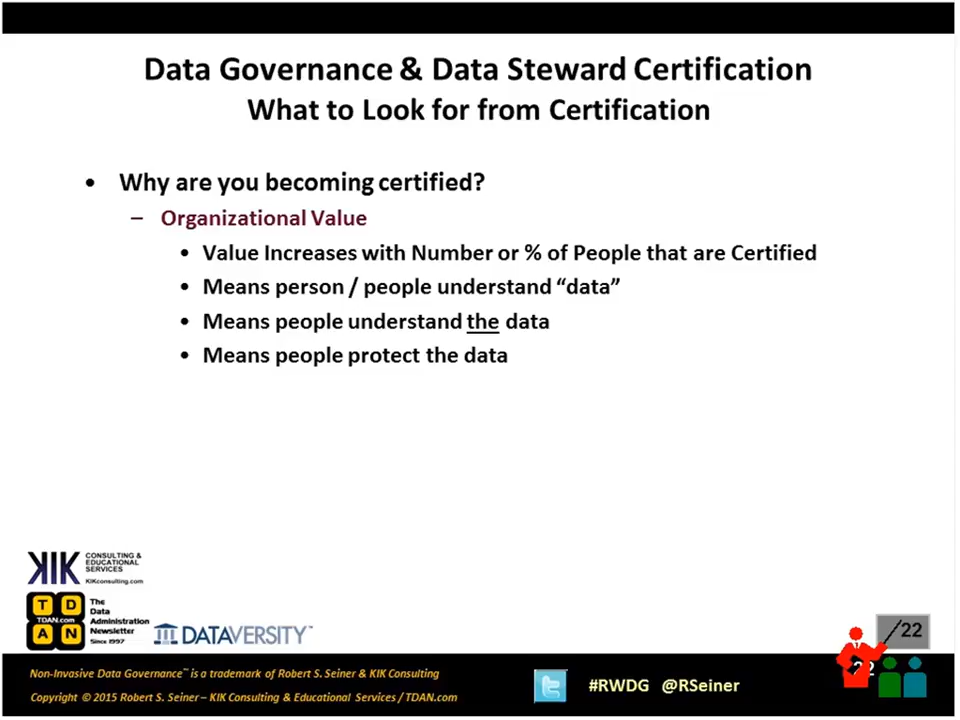 Data Governance & Data Steward Certification
What to Look for from Certification
• Why are you becoming certified?
– Organizational Value
• Value Increases with Number or % of People that are Certified
• Means person / people understand “data”
• Means people understand the data
• Means people protect the data
KIK CONSULTING & EDUCATIONAL SERVICES
KIKconsulting.com
TDAN.com
The Data Administration Newsletter
Since 1997
DATAVERSITY™
/22
22
Non-Invasive Data Governance™ is a trademark of Robert S. Seiner & KIK Consulting
Copyright © 2015 Robert S. Seiner – KIK Consulting & Educational Services / TDAN.com
#RWDG @RSeiner